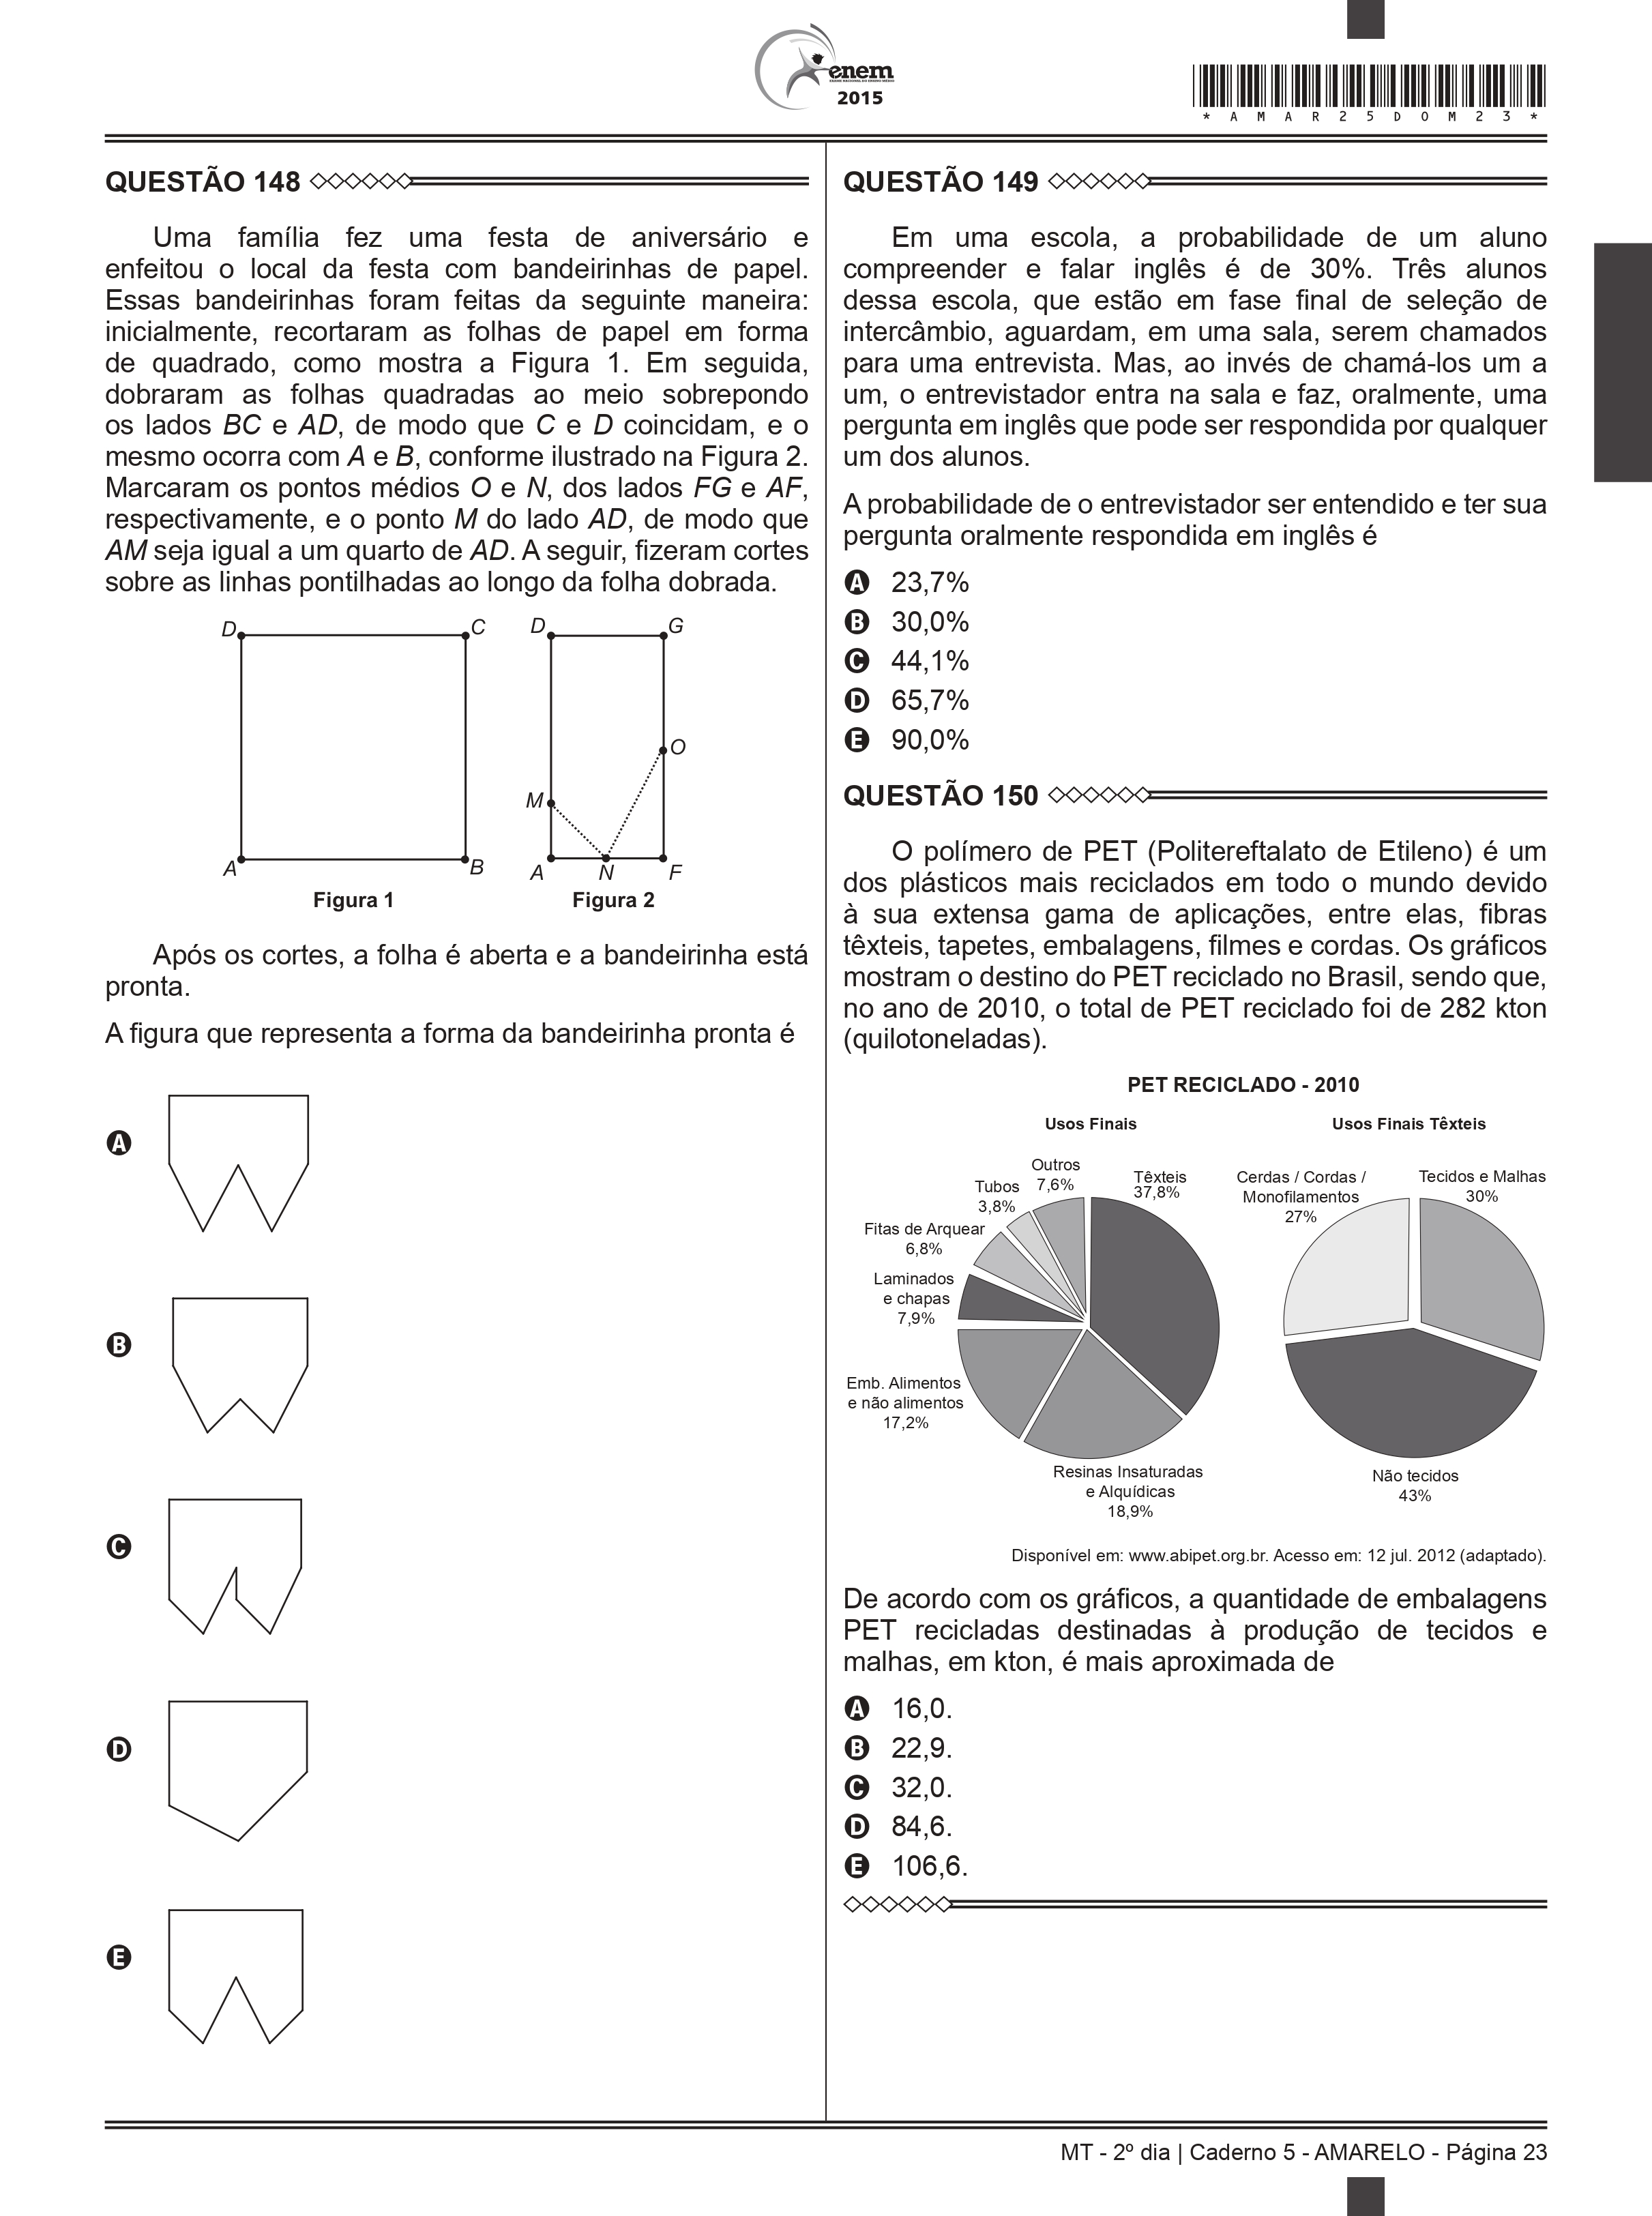 enem
EXAME NACIONAL DO ENSINO MÉDIO
2015
* A M A R 2 5 D O M 2 3 *
QUESTÃO 148
Uma família fez uma festa de aniversário e
enfeitou o local da festa com bandeirinhas de papel.
Essas bandeirinhas foram feitas da seguinte maneira:
inicialmente, recortaram as folhas de papel em forma
de quadrado, como mostra a Figura 1. Em seguida,
dobraram as folhas quadradas ao meio sobrepondo
os lados BC e AD, de modo que C e D coincidam, e o
mesmo ocorra com A e B, conforme ilustrado na Figura 2.
Marcaram os pontos médios O e N, dos lados FG e AF,
respectivamente, e o ponto M do lado AD, de modo que
AM seja igual a um quarto de AD. A seguir, fizeram cortes
sobre as linhas pontilhadas ao longo da folha dobrada.
D C D G
O
M
A B A N F
Figura 1 Figura 2
Após os cortes, a folha é aberta e a bandeirinha está
pronta.
A figura que representa a forma da bandeirinha pronta é
A
B
C
D
E
QUESTÃO 149
Em uma escola, a probabilidade de um aluno
compreender e falar inglês é de 30%. Três alunos
dessa escola, que estão em fase final de seleção de
intercâmbio, aguardam, em uma sala, serem chamados
para uma entrevista. Mas, ao invés de chamá-los um a
um, o entrevistador entra na sala e faz, oralmente, uma
pergunta em inglês que pode ser respondida por qualquer
um dos alunos.
A probabilidade de o entrevistador ser entendido e ter sua
pergunta oralmente respondida em inglês é
A 23,7%
B 30,0%
C 44,1%
D 65,7%
E 90,0%
QUESTÃO 150
O polímero de PET (Politereftalato de Etileno) é um
dos plásticos mais reciclados em todo o mundo devido
à sua extensa gama de aplicações, entre elas, fibras
têxteis, tapetes, embalagens, filmes e cordas. Os gráficos
mostram o destino do PET reciclado no Brasil, sendo que,
no ano de 2010, o total de PET reciclado foi de 282 kton
(quilotoneladas).
PET RECICLADO - 2010
Usos Finais
Outros
7,6%
Têxteis
37,8%
Tubos
3,8%
Fitas de Arquear
6,8%
Laminados
e chapas
7,9%
Emb. Alimentos
e não alimentos
17,2%
Resinas Insaturadas
e Alquídicas
18,9%
Usos Finais Têxteis
Cerdas / Cordas /
Monofilamentos
27%
Tecidos e Malhas
30%
Não tecidos
43%
Disponível em: www.abipet.org.br. Acesso em: 12 jul. 2012 (adaptado).
De acordo com os gráficos, a quantidade de embalagens
PET recicladas destinadas à produção de tecidos e
malhas, em kton, é mais aproximada de
A 16,0.
B 22,9.
C 32,0.
D 84,6.
E 106,6.
MT - 2º dia | Caderno 5 - AMARELO - Página 23